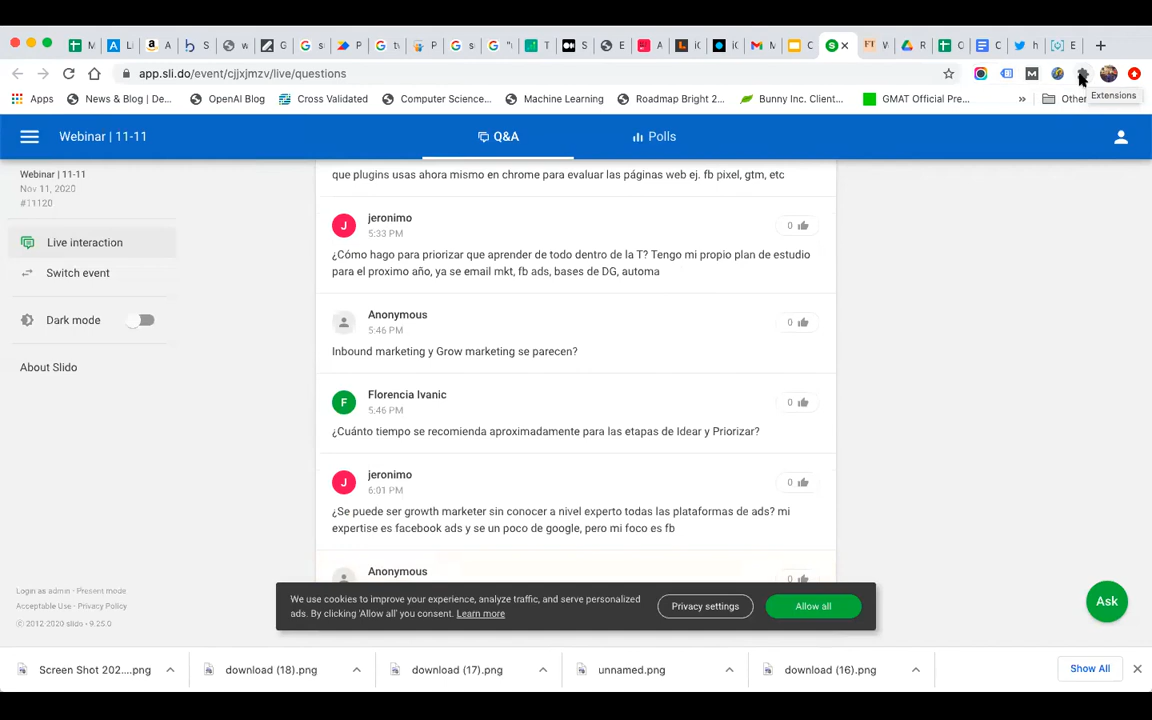 M
Li
A
S
w
G
s
P
tv
P
s
"(
T
S
E
A
iC
iC
M
C
W
R
C
C
h
E
app.sli.do/event/cjjxjmzv/live/questions
Apps
News & Blog | De...
OpenAI Blog
Cross Validated
Computer Science...
Machine Learning
Roadmap Bright 2...
Bunny Inc. Client...
GMAT Official Pre...
»
Other
Extensions
Webinar | 11-11
Q&A
Polls
Webinar | 11-11
Nov 11, 2020
#11120
Live interaction
Switch event
Dark mode
About Slido
que plugins usas ahora mismo en chrome para evaluar las páginas web ej. fb pixel, gtm, etc
J
jeronimo
0
5:33 PM
¿Cómo hago para priorizar que aprender de todo dentro de la T? Tengo mi propio plan de estudio
para el proximo año, ya se email mkt, fb ads, bases de DG, automa
Anonymous
0
5:46 PM
Inbound marketing y Grow marketing se parecen?
F
Florencia Ivanic
0
5:46 PM
¿Cuánto tiempo se recomienda aproximadamente para las etapas de Idear y Priorizar?
J
jeronimo
0
6:01 PM
¿Se puede ser growth marketer sin conocer a nivel experto todas las plataformas de ads? mi
expertise es facebook ads y se un poco de google, pero mi foco es fb
Anonymous
0
We use cookies to improve your experience, analyze traffic, and serve personalized
ads. By clicking 'Allow all' you consent. Learn more
Privacy settings
Allow all
Login as admin - Present mode
Acceptable Use - Privacy Policy
© 2012-2020 slido - 9.25.0
Ask
Screen Shot 202....png
download (18).png
download (17).png
unnamed.png
download (16).png
Show All